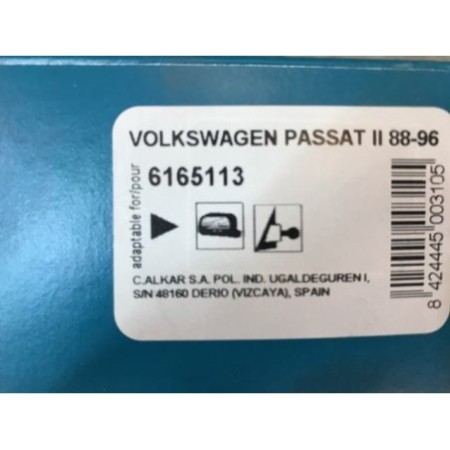 VOLKSWAGEN PASSAT II 88-96
adaptable for/pour
6165113
C.ALKAR S.A. POL. IND. UGALDEGUREN I,
S/N 48160 DERIO (VIZCAYA), SPAIN
8 424445 003105